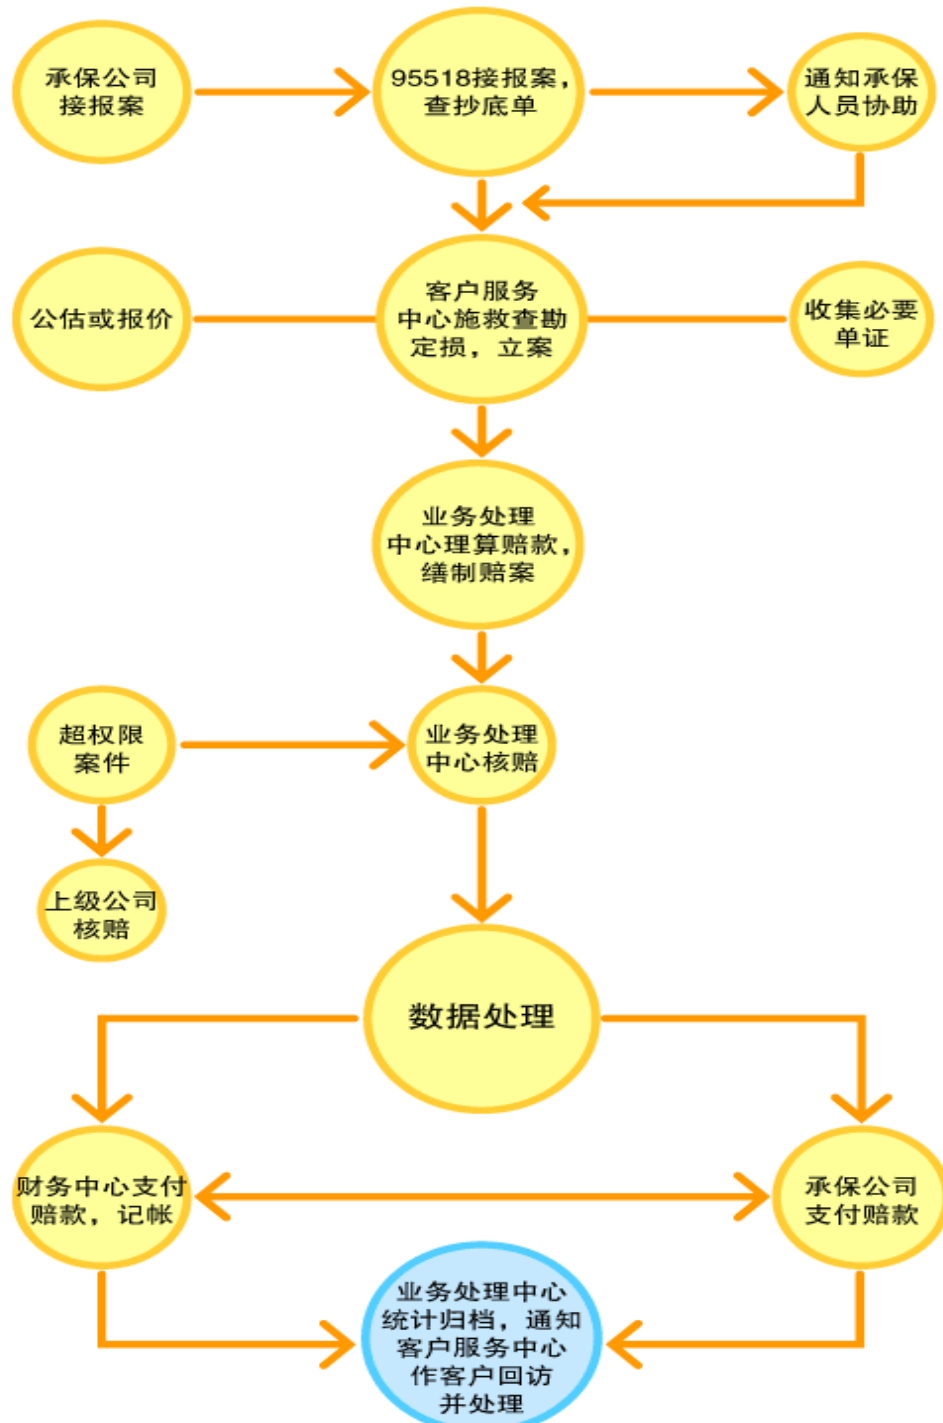 承保公司
接报案
95518接报案，
查抄底单
通知承保
人员协助
公估或报价
客户服务
中心施救查勘
定损，立案
收集必要
单证
业务处理
中心理算赔款，
缮制赔案
超权限
案件
业务处理
中心核赔
上级公司
核赔
数据处理
财务中心支付
赔款，记帐
承保公司
支付赔款
业务处理中心
统计归档，通知
客户服务中心
作客户回访
并处理